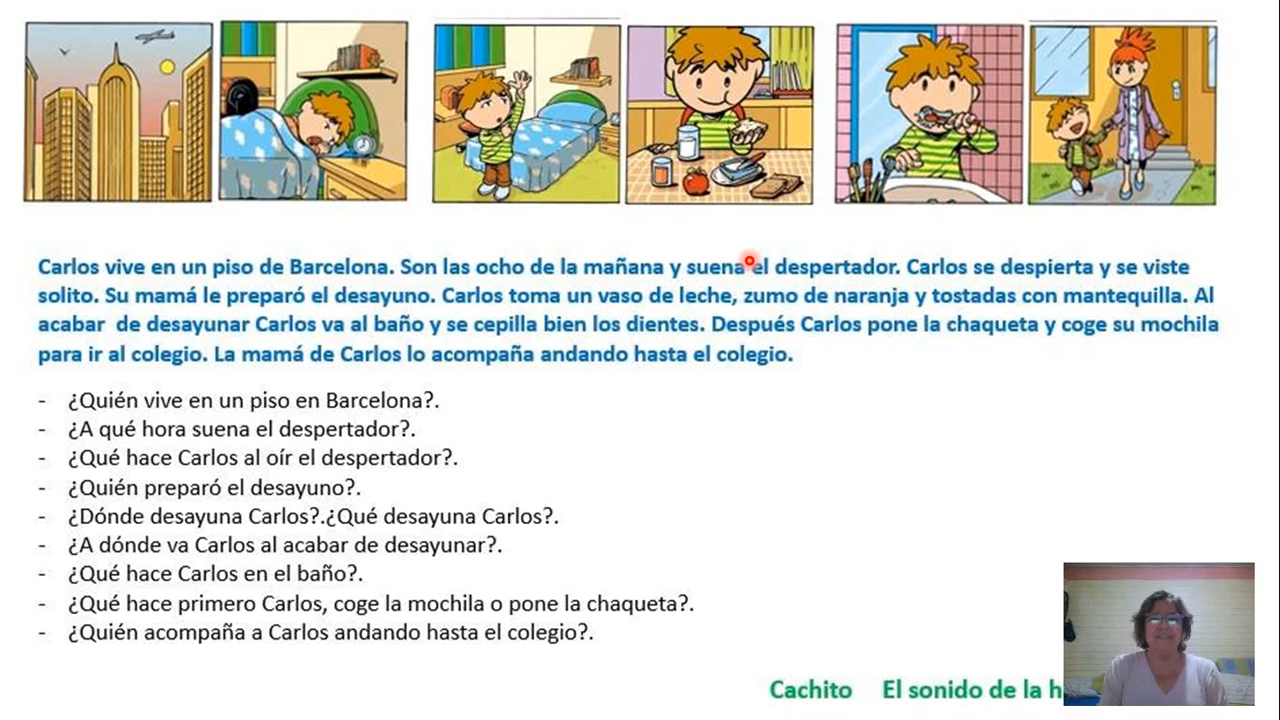 Carlos vive en un piso de Barcelona. Son las ocho de la mañana y suena el despertador. Carlos se despierta y se viste
solito. Su mamá le preparó el desayuno. Carlos toma un vaso de leche, zumo de naranja y tostadas con mantequilla. Al
acabar de desayunar Carlos va al baño y se cepilla bien los dientes. Después Carlos pone la chaqueta y coge su mochila
para ir al colegio. La mamá de Carlos lo acompaña andando hasta el colegio.
- ¿Quién vive en un piso en Barcelona?.
- ¿A qué hora suena el despertador?.
- ¿Qué hace Carlos al oír el despertador?.
- ¿Quién preparó el desayuno?.
- ¿Dónde desayuna Carlos?.¿Qué desayuna Carlos?.
- ¿A dónde va Carlos al acabar de desayunar?.
- ¿Qué hace Carlos en el baño?.
- ¿Qué hace primero Carlos, coge la mochila o pone la chaqueta?.
- ¿Quién acompaña a Carlos andando hasta el colegio?.
Cachito El sonido de la